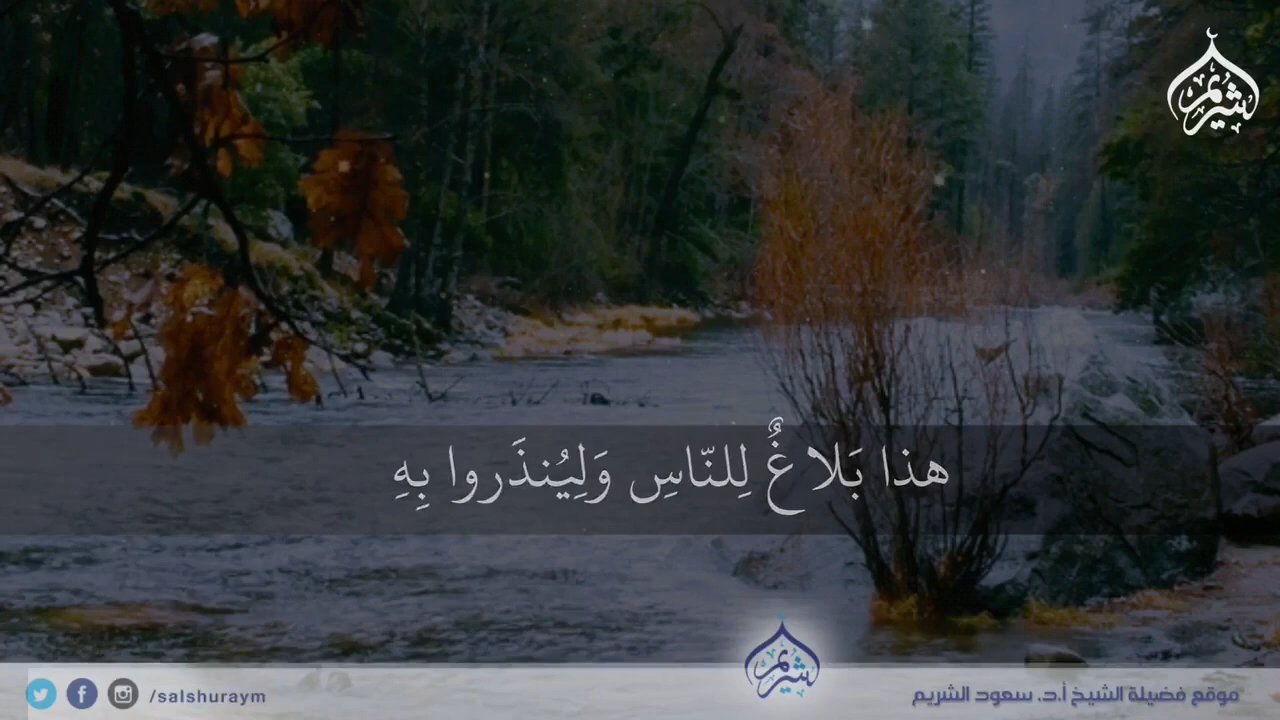 شريم
هذا بَلاغٌ لِلنّاسِ وَلِيُنذَروا بِهِ
شريم
/salshuraym
موقع فضيلة الشيخ أ.د. سعود الشريم